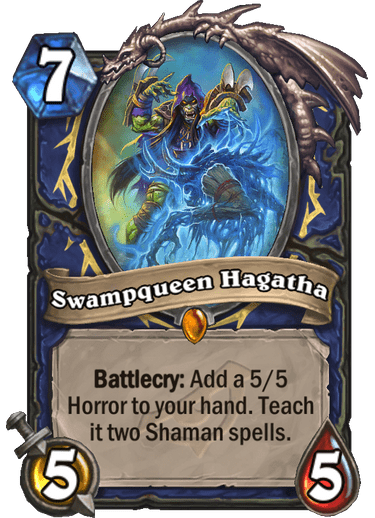 7
Swampqueen Hagatha
Battlecry: Add a 5/5
Horror to your hand. Teach
it two Shaman spells.
5
5